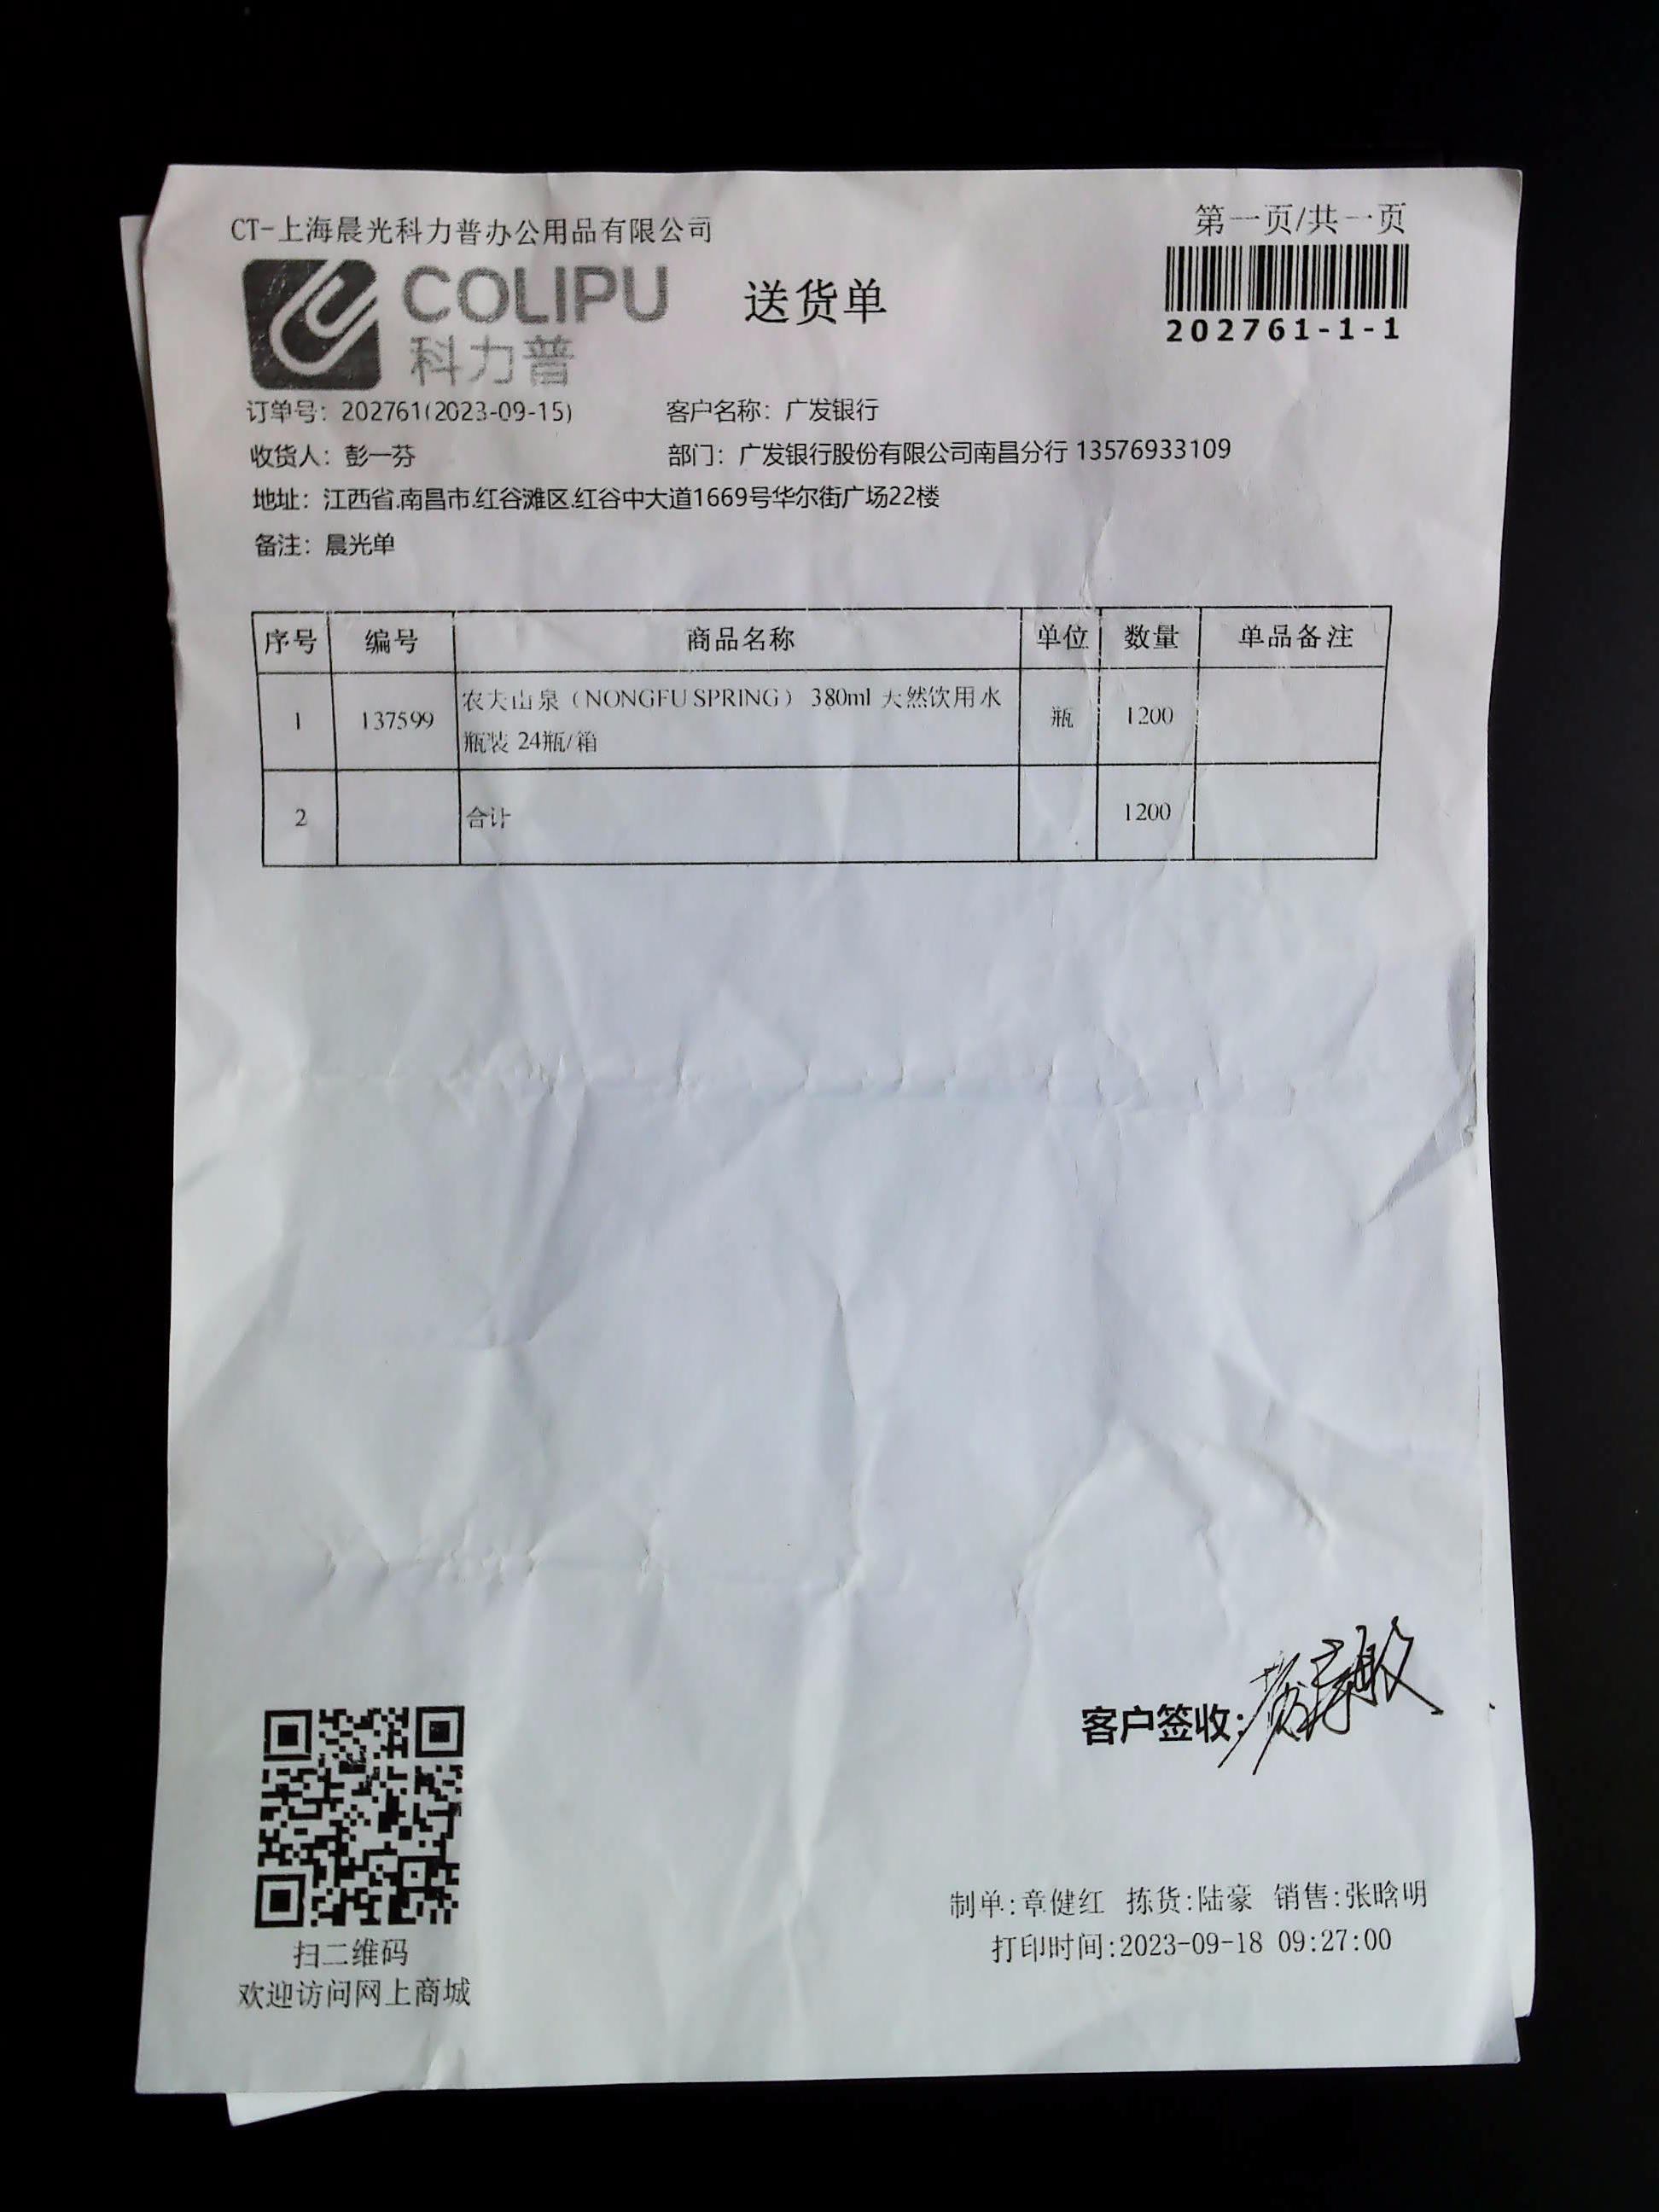 CT-上海晨光科力普办公用品有限公司
第一页/共一页
COLIPU
科力普
送货单
202761-1-1
订单号：202761(2023-09-15) 客户名称：广发银行
收货人：彭一芬 部门：广发银行股份有限公司南昌分行 13576933109
地址：江西省.南昌市.红谷滩区.红谷中大道1669号华尔街广场22楼
备注：晨光单
序号 编号 商品名称 单位 数量 单品备注
1 137599 农夫山泉（NONGFU SPRING） 380ml 天然饮用水
瓶装 24瓶/箱 瓶 1200
2 合计 1200
客户签收：
制单:章健红 拣货:陆豪 销售:张晗明
打印时间:2023-09-18 09:27:00
扫二维码
欢迎访问网上商城